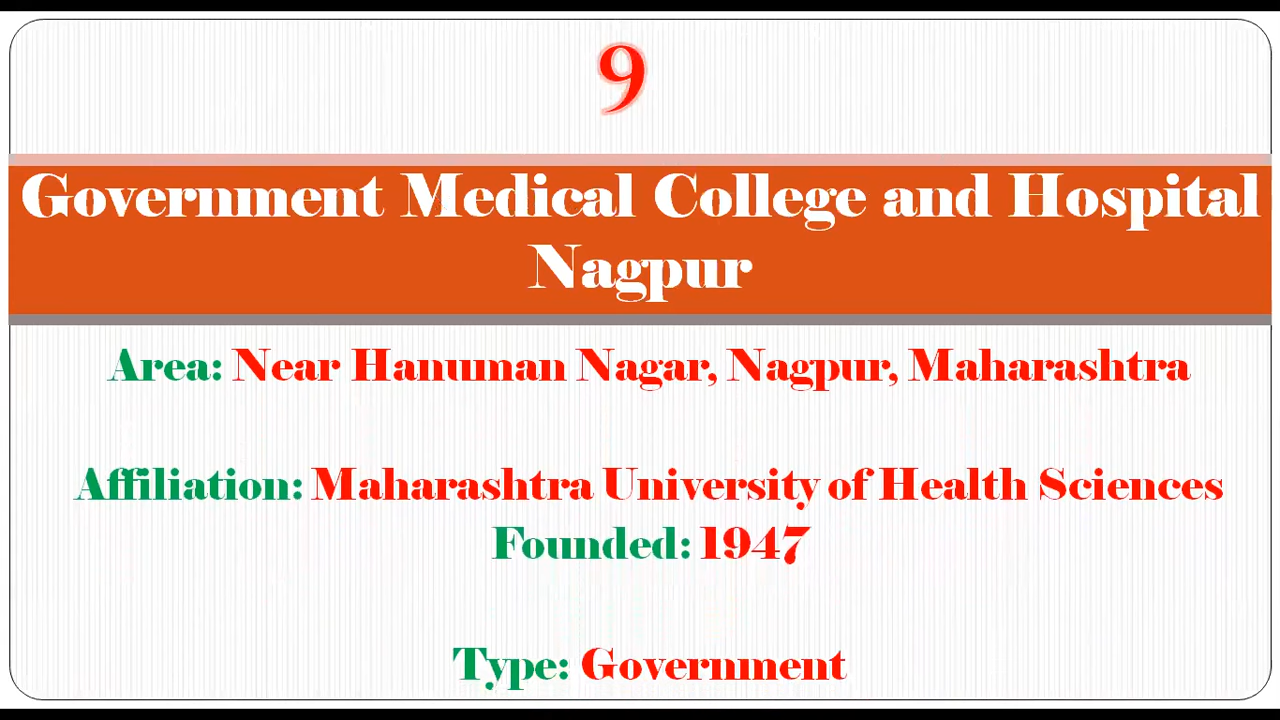 9
Government Medical College and Hospital
Nagpur
Area: Near Hanuman Nagar, Nagpur, Maharashtra
Affiliation: Maharashtra University of Health Sciences
Founded: 1947
Type: Government